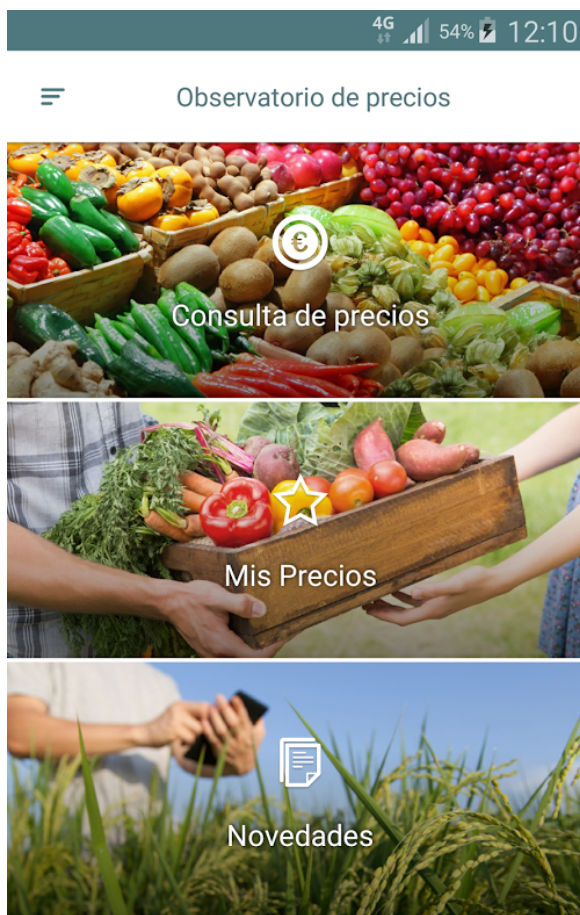 4G 54% 12:10
Observatorio de precios
€
Consulta de precios
Mis Precios
Novedades